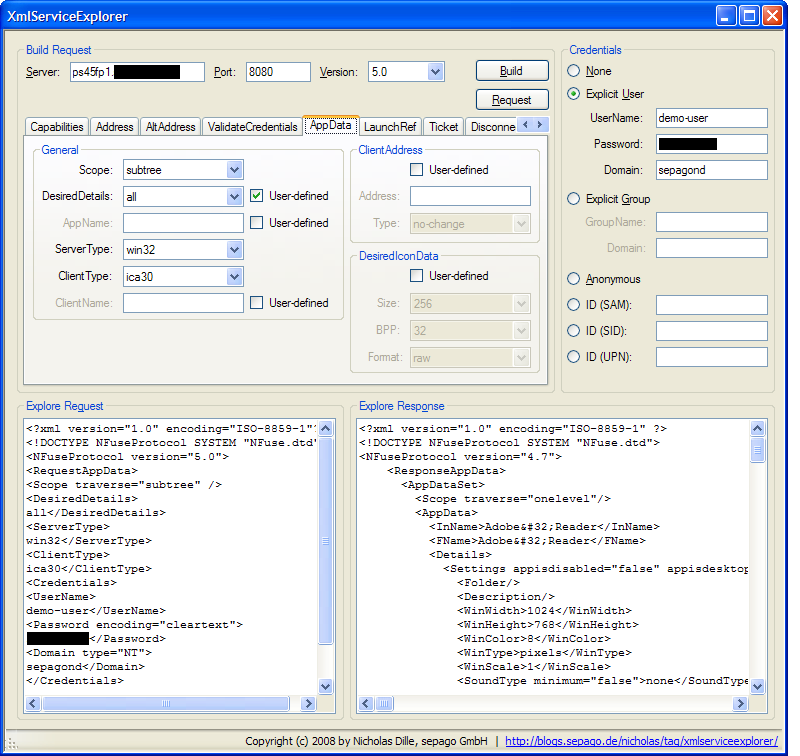 XmlServiceExplorer
Build Request
Server: ps45fp1. Port: 8080 Version: 5.0 Build
Request
Capabilities Address AltAddress ValidateCredentials AppData LaunchRef Ticket Disconne
General
Scope: subtree
DesiredDetails: all User-defined
AppName: User-defined
ServerType: win32
ClientType: ica30
ClientName: User-defined
ClientAddress
User-defined
Address:
Type: no-change
DesiredIconData
User-defined
Size: 256
BPP: 32
Format: raw
Credentials
None
Explicit User
UserName: demo-user
Password:
Domain: sepagond
Explicit Group
GroupName:
Domain:
Anonymous
ID (SAM):
ID (SID):
ID (UPN):
Explore Request
<?xml version="1.0" encoding="ISO-8859-1"?
<!DOCTYPE NFuseProtocol SYSTEM "NFuse.dtd"
<NFuseProtocol version="5.0">
<RequestAppData>
<Scope traverse="subtree" />
<DesiredDetails>
all</DesiredDetails>
<ServerType>
win32</ServerType>
<ClientType>
ica30</ClientType>
<Credentials>
<UserName>
demo-user</UserName>
<Password encoding="cleartext">
</Password>
<Domain type="NT">
sepagond</Domain>
</Credentials>
Explore Response
<?xml version="1.0" encoding="ISO-8859-1" ?>
<!DOCTYPE NFuseProtocol SYSTEM "NFuse.dtd">
<NFuseProtocol version="4.7">
<ResponseAppData>
<AppDataSet>
<Scope traverse="onelevel"/>
<AppData>
<InName>Adobe&#32;Reader</InName>
<FName>Adobe&#32;Reader</FName>
<Details>
<Settings appisdisabled="false" appisdesktop
<Folder/>
<Description/>
<WinWidth>1024</WinWidth>
<WinHeight>768</WinHeight>
<WinColor>8</WinColor>
<WinType>pixels</WinType>
<WinScale>1</WinScale>
<SoundType minimum="false">none</SoundType
Copyright (c) 2008 by Nicholas Dille, sepago GmbH | http://blogs.sepago.de/nicholas/tag/xmlserviceexplorer/